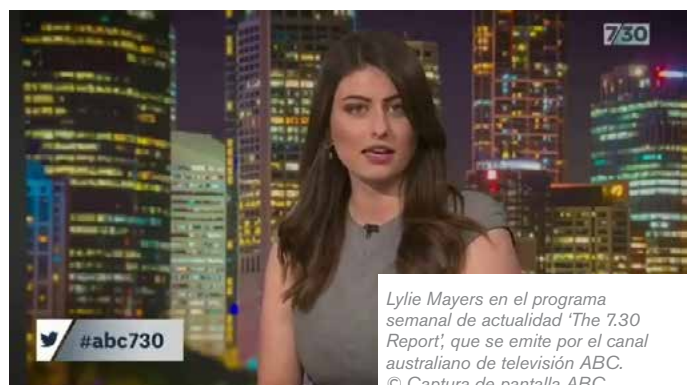 7/30
#abc730
Lylie Mayers en el programa
semanal de actualidad ‘The 7.30
Report’, que se emite por el canal
australiano de televisión ABC.
© Captura de pantalla ABC